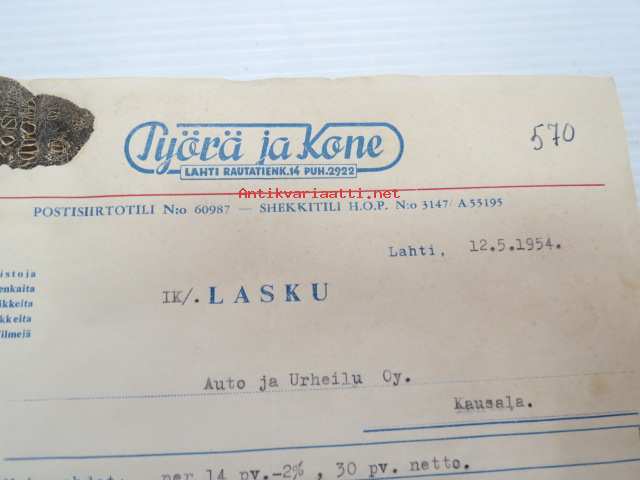 Pyörä ja Kone
LAHTI RAUTATIENK. 14 PUH. 2922
570
Antikvariaatti.net
POSTISIIRTOTILI N:o 60987 — SHEKKITILI H.O.P. N:o 3147/A 55195
Lahti, 12.5.1954.
IK/. LASKU
Auto ja Urheilu Oy.
Kausala.
per 14 pv.-2% , 30 pv. netto.